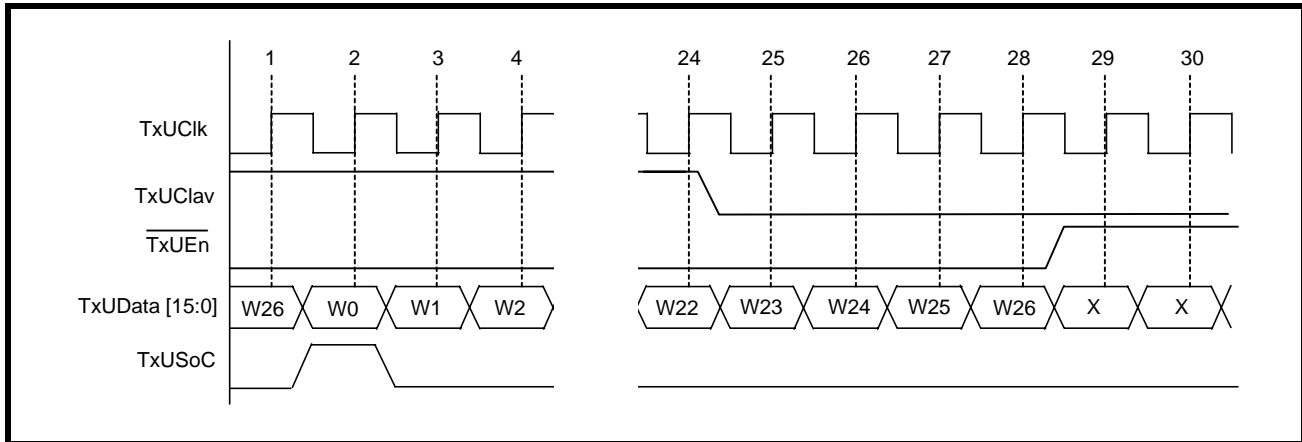 1 2 3 4 24 25 26 27 28 29 30
TxUClk
TxUClav
TxUEn
TxUData [15:0] W26 W0 W1 W2 W22 W23 W24 W25 W26 X X
TxUSoC